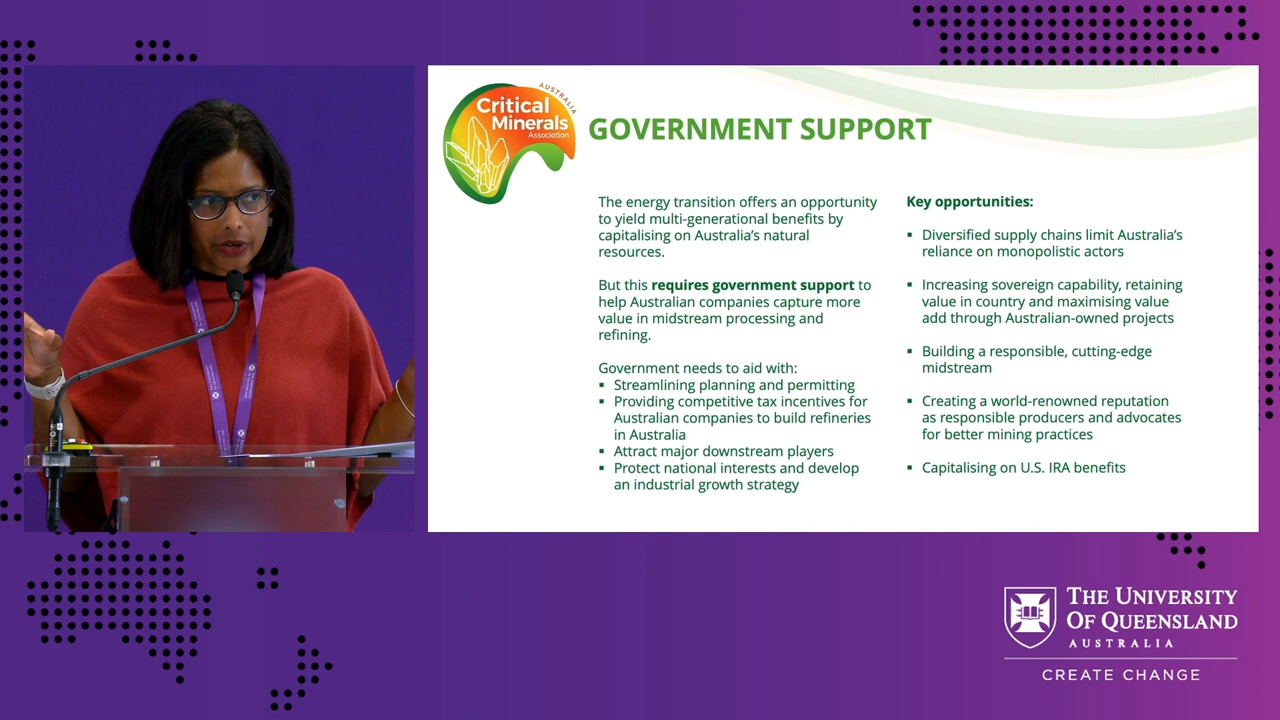 AUSTRALIA
Critical
Minerals
Association
GOVERNMENT SUPPORT
The energy transition offers an opportunity
to yield multi-generational benefits by
capitalising on Australia's natural
resources.
But this requires government support to
help Australian companies capture more
value in midstream processing and
refining.
Government needs to aid with:
▪ Streamlining planning and permitting
▪ Providing competitive tax incentives for
Australian companies to build refineries
in Australia
▪ Attract major downstream players
▪ Protect national interests and develop
an industrial growth strategy
Key opportunities:
▪ Diversified supply chains limit Australia's
reliance on monopolistic actors
▪ Increasing sovereign capability, retaining
value in country and maximising value
add through Australian-owned projects
▪ Building a responsible, cutting-edge
midstream
▪ Creating a world-renowned reputation
as responsible producers and advocates
for better mining practices
▪ Capitalising on U.S. IRA benefits
THE UNIVERSITY
OF QUEENSLAND
AUSTRALIA
CREATE CHANGE